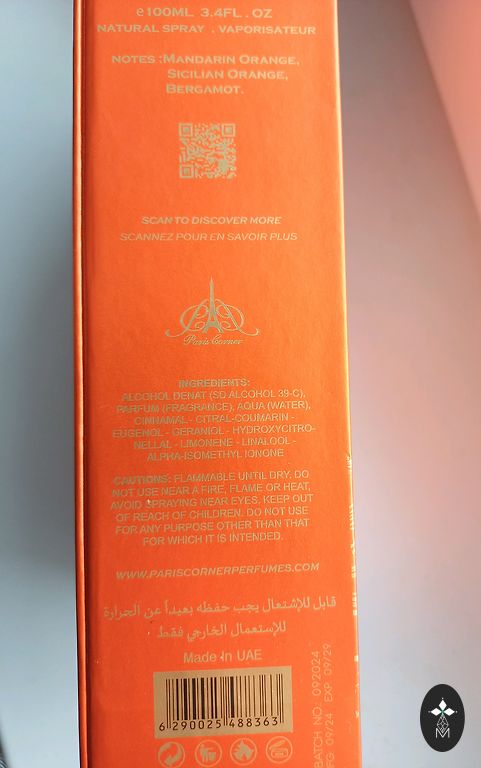 e100ML 3.4FL . OZ
NATURAL SPRAY . VAPORISATEUR
NOTES :MANDARIN ORANGE,
SICILIAN ORANGE,
BERGAMOT.
SCAN TO DISCOVER MORE
SCANNEZ POUR EN SAVOIR PLUS
Paris Corner
INGREDIENTS:
ALCOHOL DENAT (SD ALCOHOL 39-C),
PARFUM (FRAGRANCE), AQUA (WATER),
CINNAMAL - CITRAL-COUMARIN -
EUGENOL - GERANIOL - HYDROXYCITRO-
NELLAL - LIMONENE - LINALOOL -
ALPHA-ISOMETHYL IONONE
CAUTIONS: FLAMMABLE UNTIL DRY. DO
NOT USE NEAR A FIRE, FLAME OR HEAT,
AVOID SPRAYING NEAR EYES. KEEP OUT
OF REACH OF CHILDREN. DO NOT USE
FOR ANY PURPOSE OTHER THAN THAT
FOR WHICH IT IS INTENDED.
WWW.PARISCORNERPERFUMES.COM
قابل للإشتعال يجب حفظه بعيداً عن الحرارة
للإستعمال الخارجي فقط
Made In UAE
6 290025 488363
BATCH NO. 092024
MFG 09/24 EXP 09/29